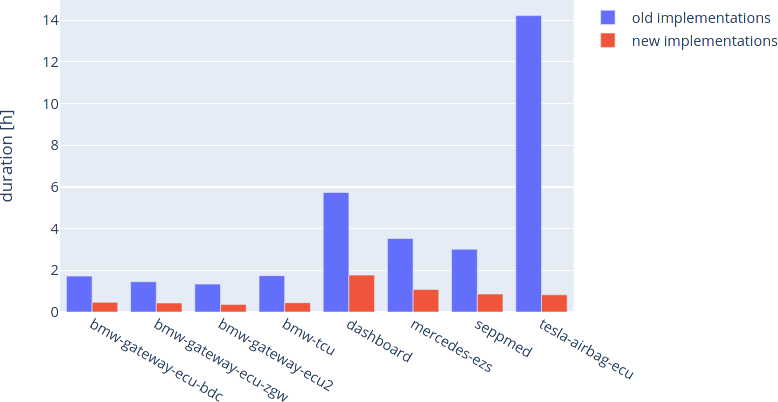 old implementations
new implementations
duration [h]
14
12
10
8
6
4
2
0
bmw-gateway-ecu-bdc
bmw-gateway-ecu-zgw
bmw-gateway-ecu2
bmw-tcu
dashboard
mercedes-ezs
seppmed
tesla-airbag-ecu